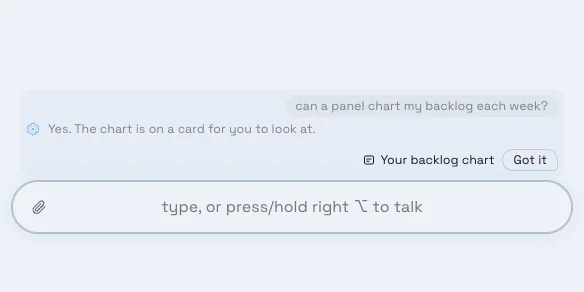 can a panel chart my backlog each week?
Yes. The chart is on a card for you to look at.
Your backlog chart Got it
type, or press/hold right ⌥ to talk